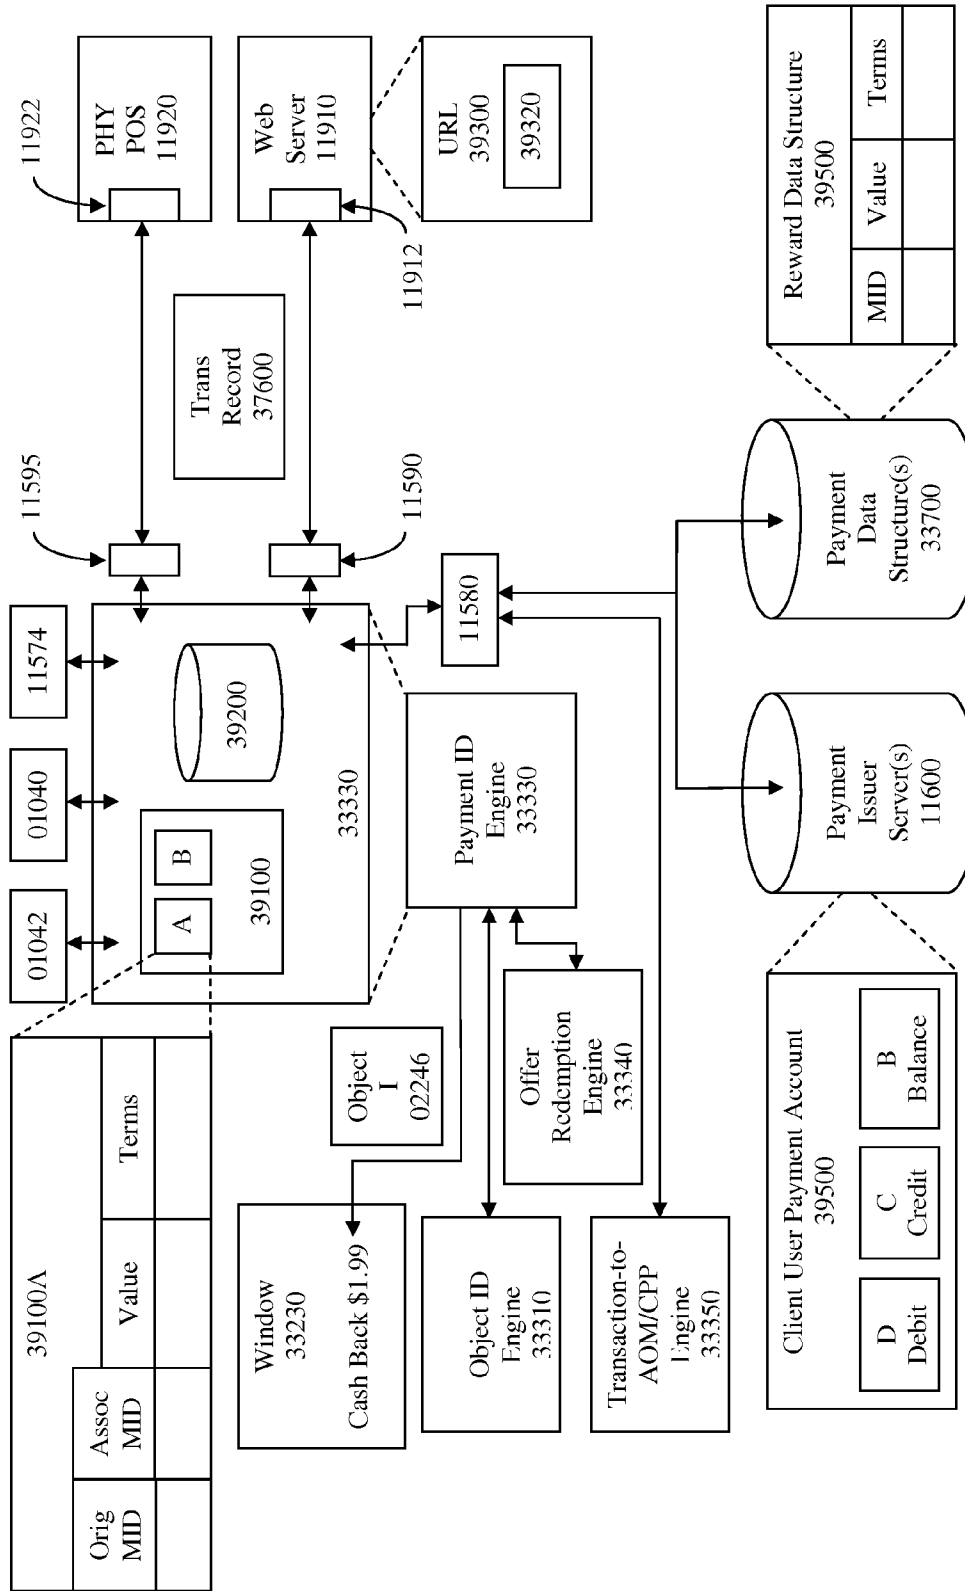 39100A
Orig
MID
Assoc
MID
Value
Terms
01042
01040
11574
11595
11922
PHY
POS
11920
A
B
39100
39200
33330
Trans
Record
37600
Web
Server
11910
11590
11912
Window
33230
Cash Back $1.99
Object
I
02246
Payment ID
Engine
33330
11580
URL
39300
39320
Object ID
Engine
33310
Offer
Redemption
Engine
33340
Transaction-to-
AOM/CPP
Engine
33350
Client User Payment Account
39500
D
Debit
C
Credit
B
Balance
Payment
Issuer
Server(s)
11600
Payment
Data
Structure(s)
33700
Reward Data Structure
39500
MID
Value
Terms